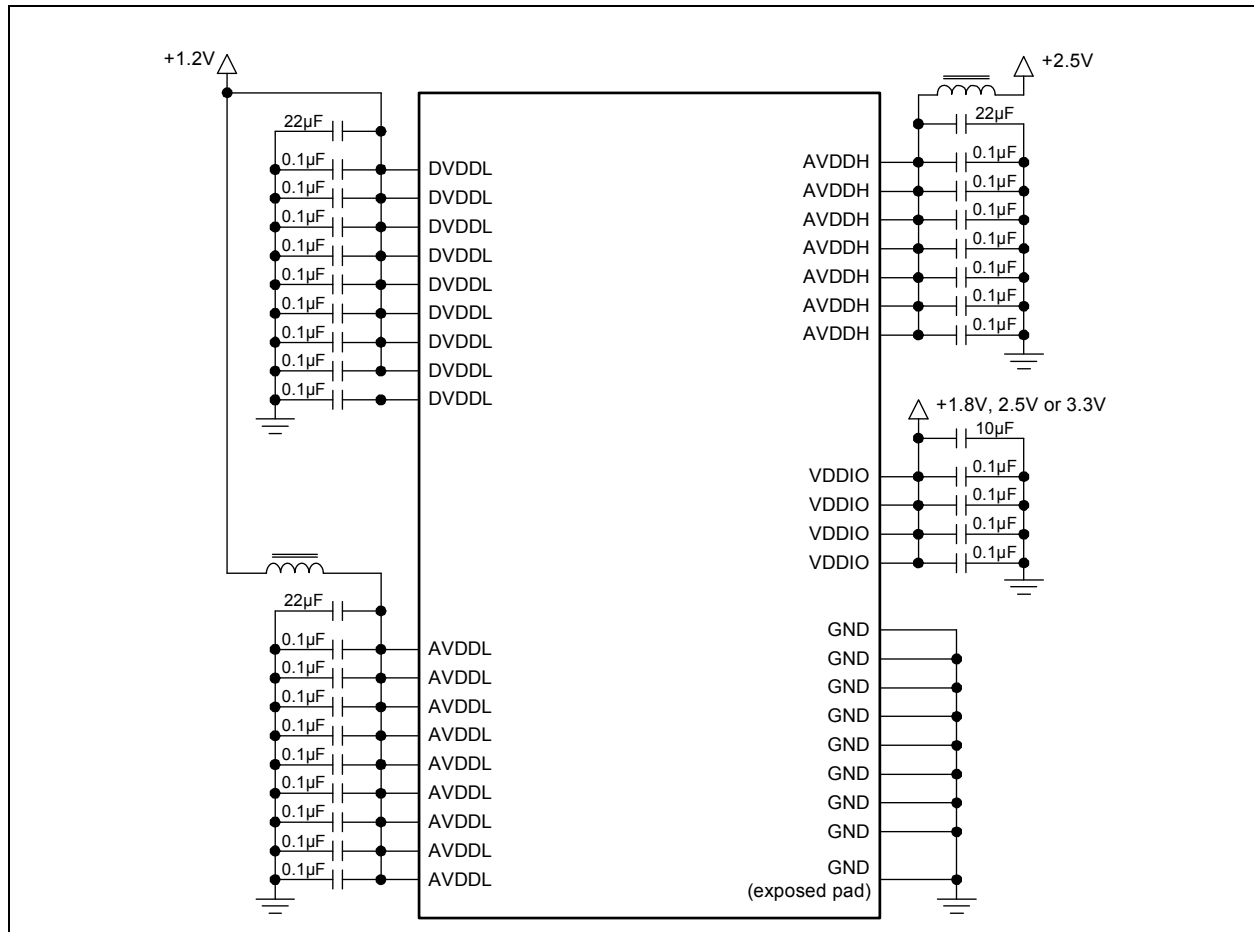 +1.2V
22µF
0.1µF
DVDDL
0.1µF
DVDDL
0.1µF
DVDDL
0.1µF
DVDDL
0.1µF
DVDDL
0.1µF
DVDDL
0.1µF
DVDDL
0.1µF
DVDDL
0.1µF
DVDDL
22µF
0.1µF
AVDDL
0.1µF
AVDDL
0.1µF
AVDDL
0.1µF
AVDDL
0.1µF
AVDDL
0.1µF
AVDDL
0.1µF
AVDDL
0.1µF
AVDDL
0.1µF
AVDDL
+2.5V
22µF
AVDDH
0.1µF
AVDDH
0.1µF
AVDDH
0.1µF
AVDDH
0.1µF
AVDDH
0.1µF
AVDDH
0.1µF
AVDDH
0.1µF
+1.8V, 2.5V or 3.3V
10µF
VDDIO
0.1µF
VDDIO
0.1µF
VDDIO
0.1µF
VDDIO
0.1µF
GND
GND
GND
GND
GND
GND
GND
GND
GND
(exposed pad)